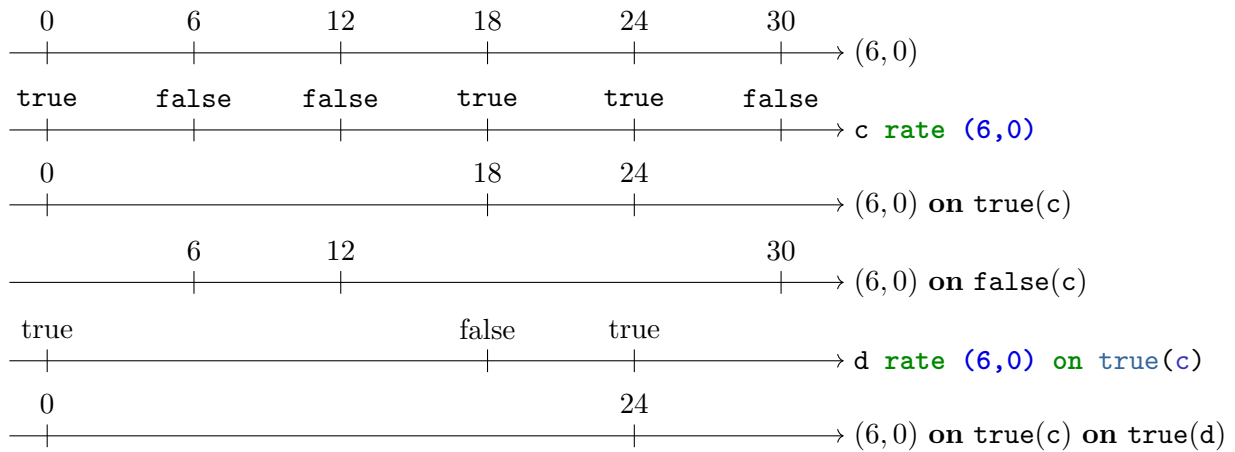 0 6 12 18 24 30
(6, 0)
true false false true true false
c rate (6,0)
0 18 24
(6, 0) on true(c)
6 12 30
(6, 0) on false(c)
true false true
d rate (6,0) on true(c)
0 24
(6, 0) on true(c) on true(d)